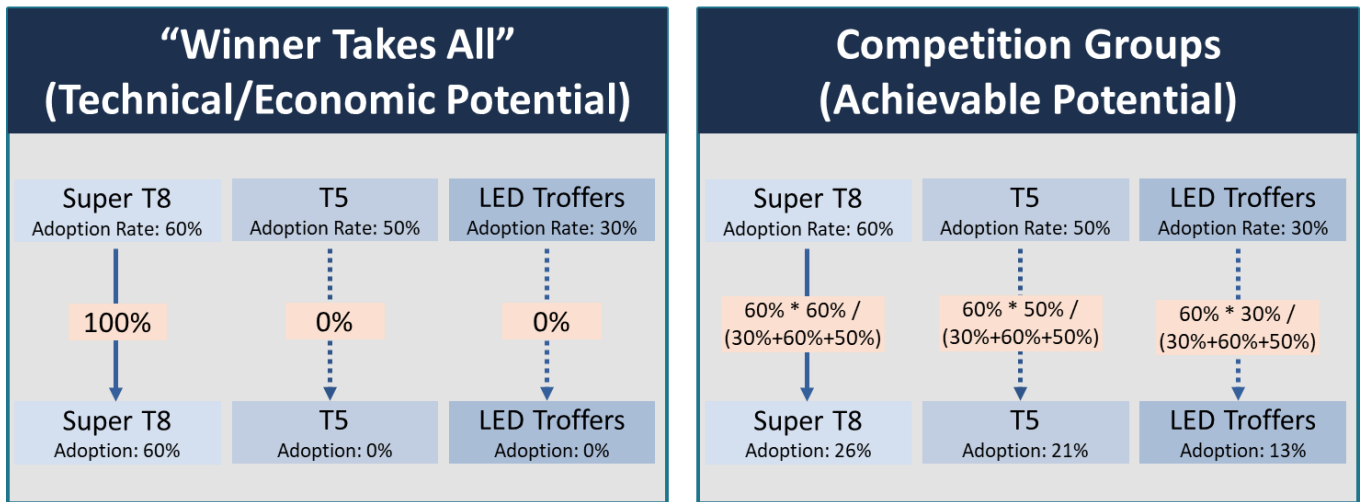 “Winner Takes All”
(Technical/Economic Potential)
Super T8
Adoption Rate: 60%
T5
Adoption Rate: 50%
LED Troffers
Adoption Rate: 30%
100%
0%
0%
Super T8
Adoption: 60%
T5
Adoption: 0%
LED Troffers
Adoption: 0%
Competition Groups
(Achievable Potential)
Super T8
Adoption Rate: 60%
T5
Adoption Rate: 50%
LED Troffers
Adoption Rate: 30%
60% * 60% /
(30%+60%+50%)
60% * 50% /
(30%+60%+50%)
60% * 30% /
(30%+60%+50%)
Super T8
Adoption: 26%
T5
Adoption: 21%
LED Troffers
Adoption: 13%